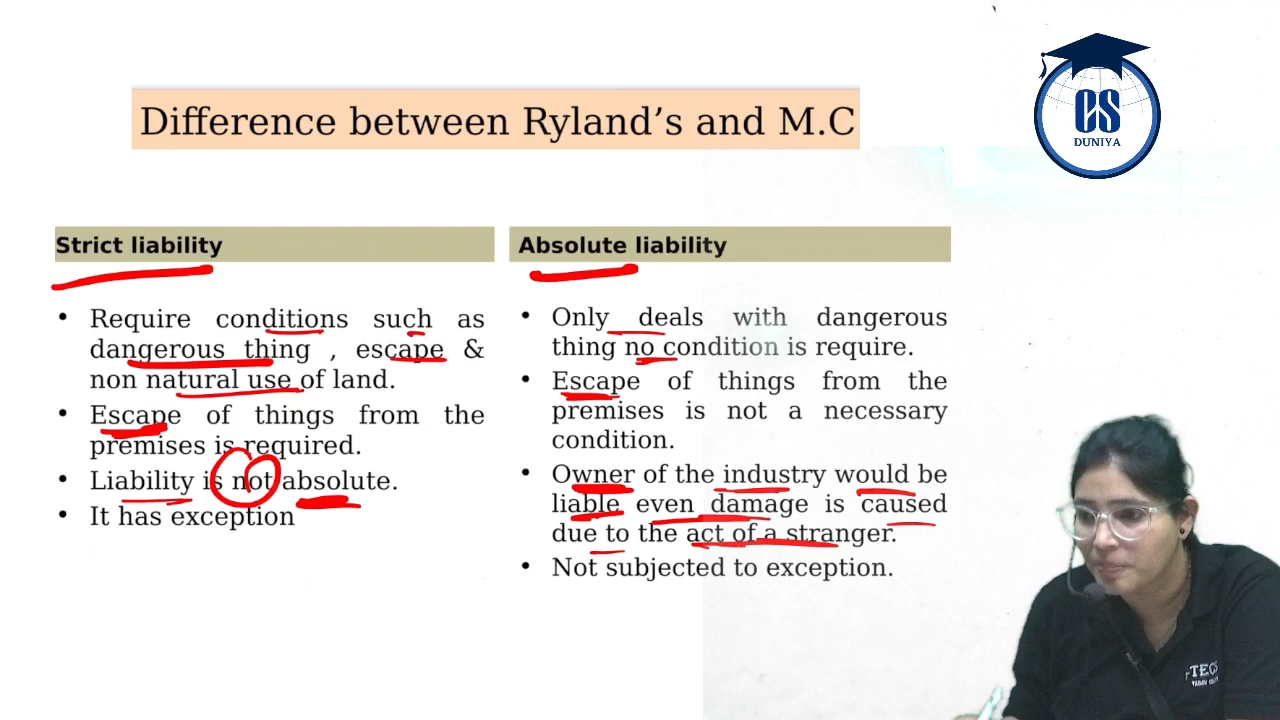 Difference between Ryland’s and M.C
CS
DUNIYA
Strict liability
Require conditions such as
dangerous thing , escape &
non natural use of land.
Escape of things from the
premises is required.
Liability is not absolute.
It has exception
Absolute liability
Only deals with dangerous
thing no condition is require.
Escape of things from the
premises is not a necessary
condition.
Owner of the industry would be
liable even damage is caused
due to the act of a stranger.
Not subjected to exception.
-TECS